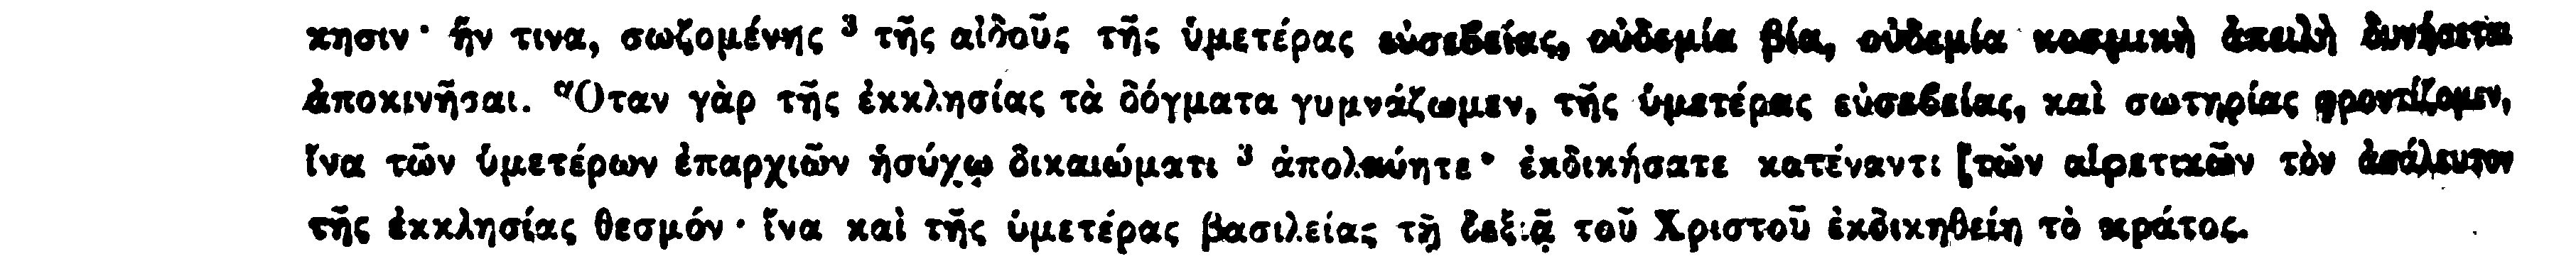 κησιν· ἥν τινα, σωζομένης 3 τῆς αἰδοῦς τῆς ὑμετέρας εὐσεβείας, οὐδεμία βία, οὐδεμία κοσμικὴ ἀπειλὴ δυνήσεται
ἀποκινῆσαι. Ὅταν γὰρ τῆς ἐκκλησίας τὰ δόγματα γυμνάζωμεν, τῆς ὑμετέρας εὐσεβείας, καὶ σωτηρίας φροντίζομεν,
ἵνα τῶν ὑμετέρων ἐπαρχιῶν ἡσύχῳ δικαιώματι 3 ἀπολαύητε· ἐκδικήσατε κατέναντι [τῶν αἱρετικῶν τὸν ἀσάλευτον
τῆς ἐκκλησίας θεσμόν· ἵνα καὶ τῆς ὑμετέρας βασιλείας τῇ δεξιᾷ τοῦ Χριστοῦ ἐκδικηθείη τὸ κράτος.